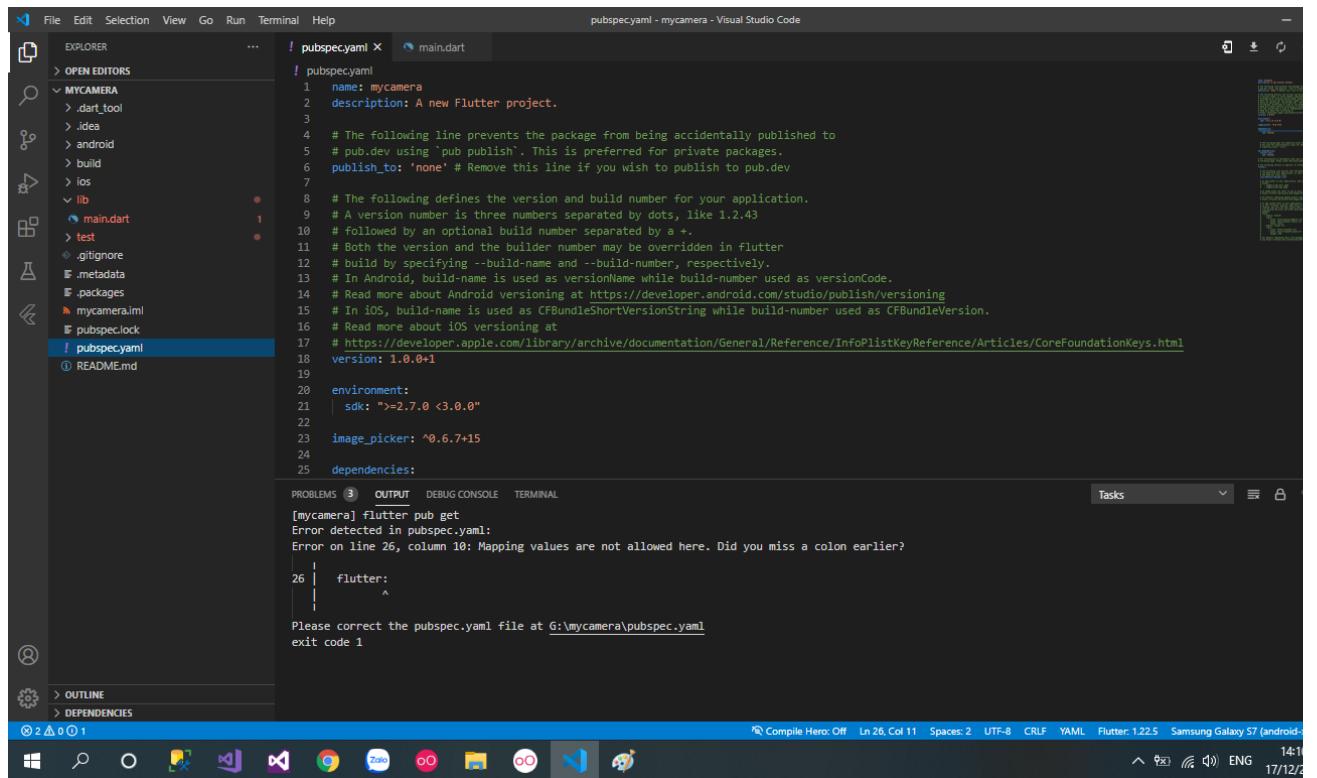 File Edit Selection View Go Run Terminal Help
pubspec.yaml - mycamera - Visual Studio Code
EXPLORER
OPEN EDITORS
MYCAMERA
.dart_tool
.idea
android
build
ios
lib
main.dart 1
test
.gitignore
.metadata
.packages
mycamera.iml
pubspec.lock
pubspec.yaml
README.md
OUTLINE
DEPENDENCIES
pubspec.yaml main.dart
pubspec.yaml
1 name: mycamera
2 description: A new Flutter project.
3
4 # The following line prevents the package from being accidentally published to
5 # pub.dev using `pub publish`. This is preferred for private packages.
6 publish_to: 'none' # Remove this line if you wish to publish to pub.dev
7
8 # The following defines the version and build number for your application.
9 # A version number is three numbers separated by dots, like 1.2.43
10 # followed by an optional build number separated by a +.
11 # Both the version and the builder number may be overridden in flutter
12 # build by specifying --build-name and --build-number, respectively.
13 # In Android, build-name is used as versionName while build-number used as versionCode.
14 # Read more about Android versioning at https://developer.android.com/studio/publish/versioning
15 # In iOS, build-name is used as CFBundleShortVersionString while build-number used as CFBundleVersion.
16 # Read more about iOS versioning at
17 # https://developer.apple.com/library/archive/documentation/General/Reference/InfoPlistKeyReference/Articles/CoreFoundationKeys.html
18 version: 1.0.0+1
19
20 environment:
21 sdk: ">=2.7.0 <3.0.0"
22
23 image_picker: ^0.6.7+15
24
25 dependencies:
PROBLEMS 3 OUTPUT DEBUG CONSOLE TERMINAL Tasks
[mycamera] flutter pub get
Error detected in pubspec.yaml:
Error on line 26, column 10: Mapping values are not allowed here. Did you miss a colon earlier?
26 | flutter:
^
Please correct the pubspec.yaml file at G:\mycamera\pubspec.yaml
exit code 1
2 0 1 Compile Hero: Off Ln 26, Col 11 Spaces: 2 UTF-8 CRLF YAML Flutter: 1.22.5 Samsung Galaxy S7 (android-
Zalo
ENG
14:1
17/12/2